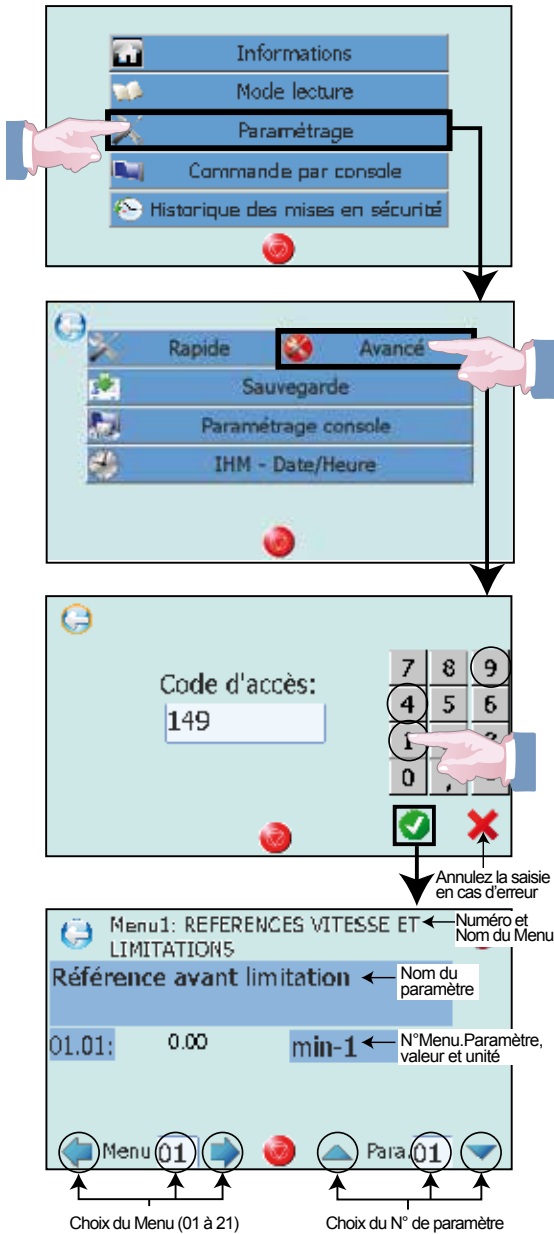 Informations
Mode lecture
Paramétrage
Commande par console
Historique des mises en sécurité
Rapide
Avancé
Sauvegarde
Paramétrage console
IHM - Date/Heure
Code d'accès:
149
7 8 9
4 5 6
1
0 ,
Annulez la saisie
en cas d'erreur
Menu1: REFERENCES VITESSE ET
LIMITATIONS
Numéro et
Nom du Menu
Référence avant limitation
Nom du
paramètre
01.01: 0.00 min-1
N°Menu.Paramètre,
valeur et unité
Menu 01
Para. 01
Choix du Menu (01 à 21)
Choix du N° de paramètre